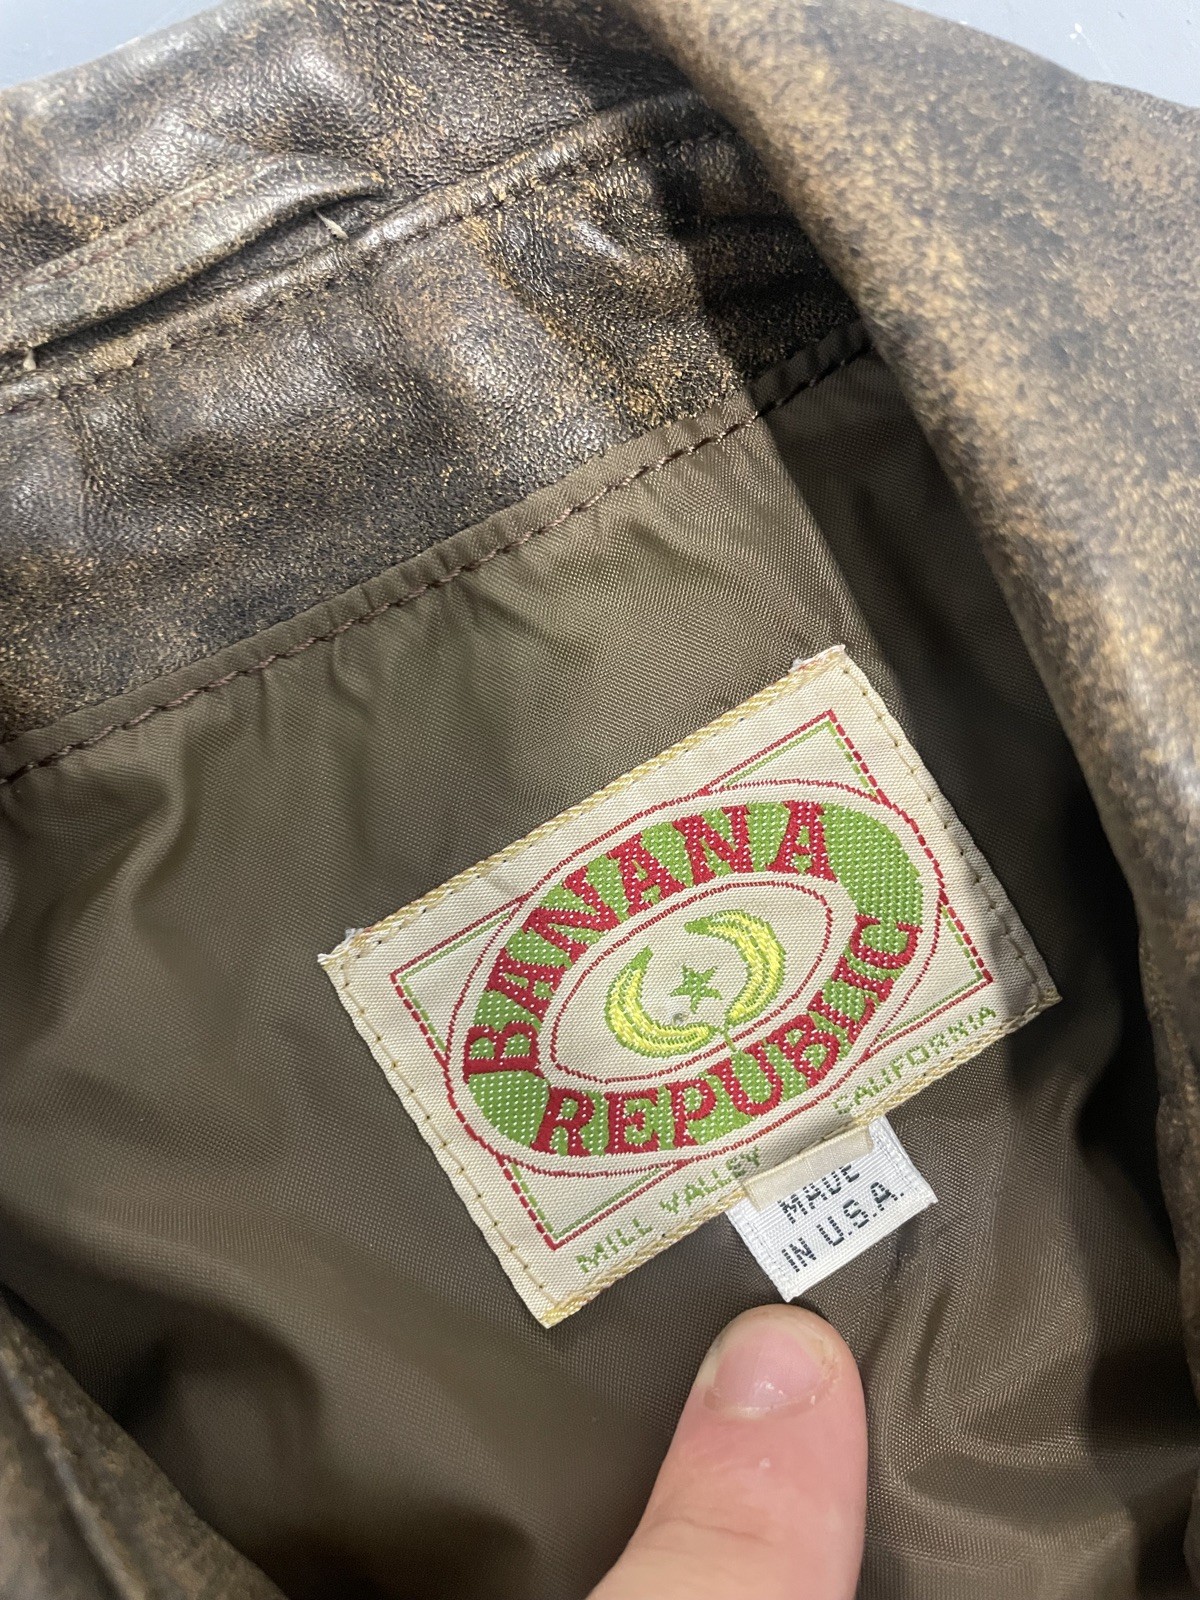 BANANA
REPUBLIC
MILL VALLEY CALIFORNIA
MADE
IN U.S.A.